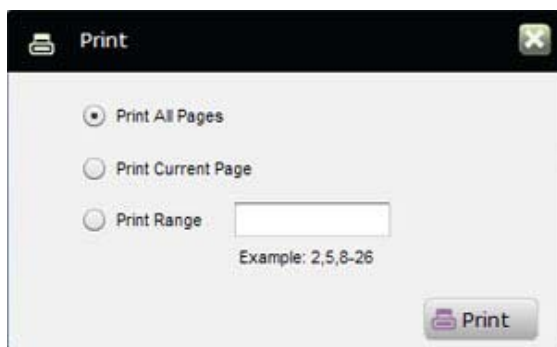 Print
Print All Pages
Print Current Page
Print Range
Example: 2,5,8-26
Print